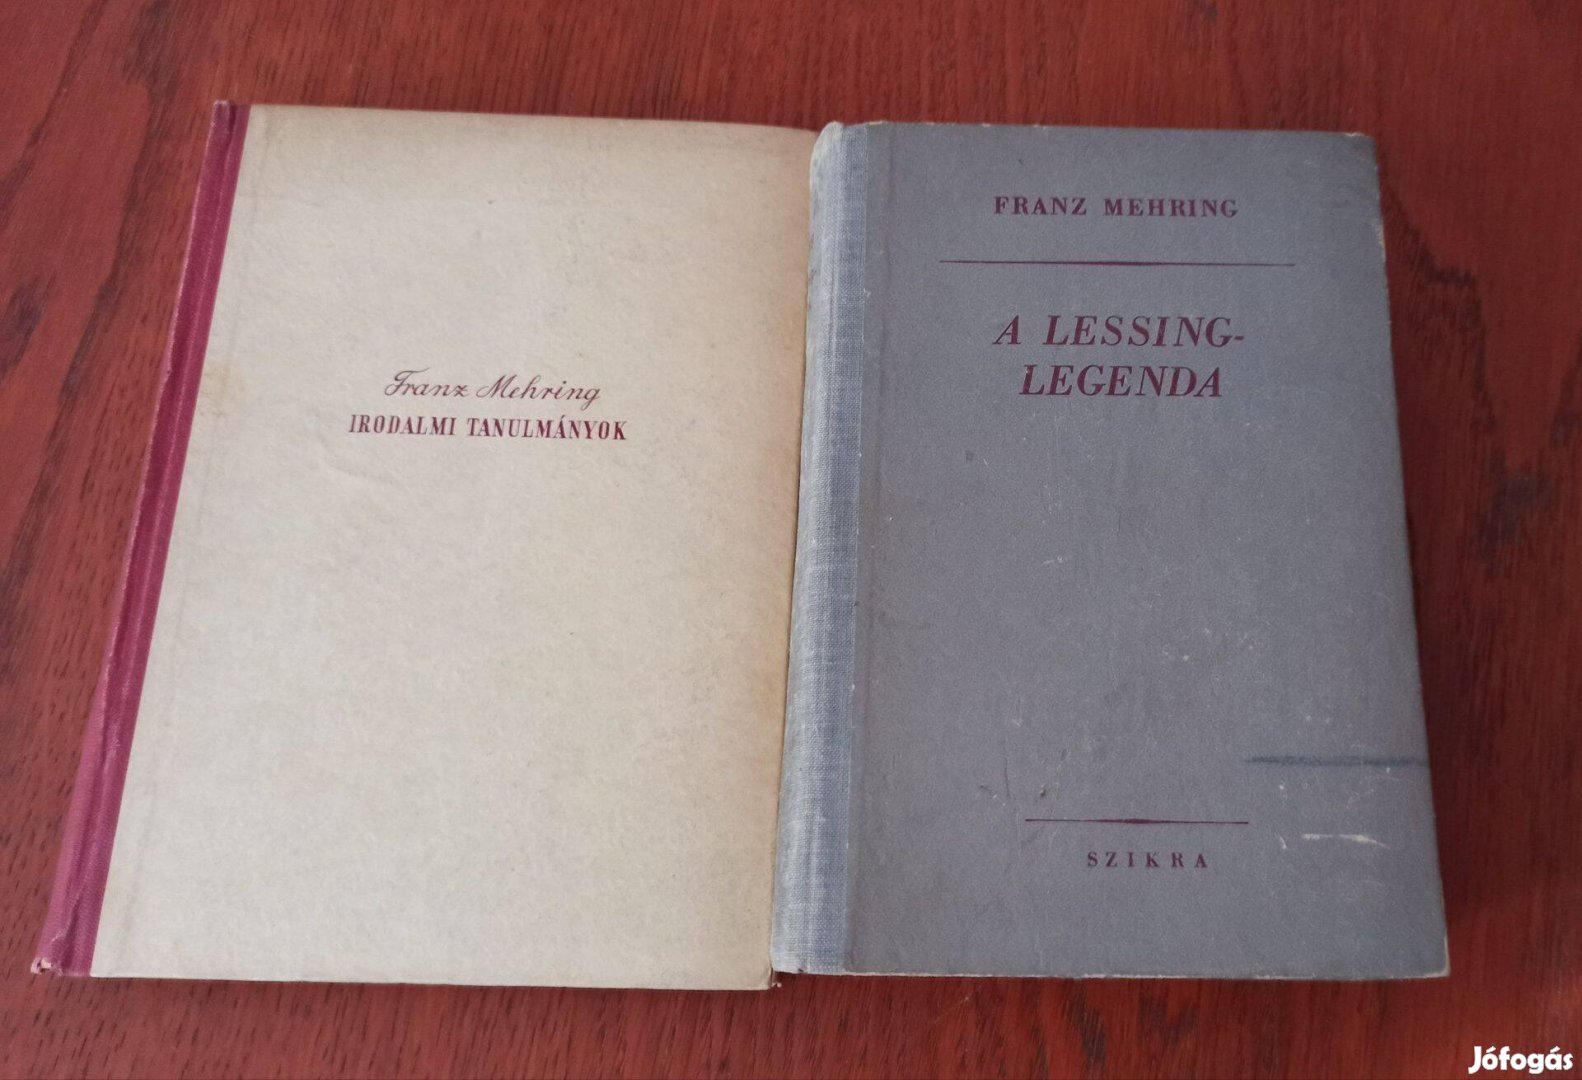 Franz Mehring
IRODALMI TANULMÁNYOK
FRANZ MEHRING
A LESSING-
LEGENDA
SZIKRA
Jófogás